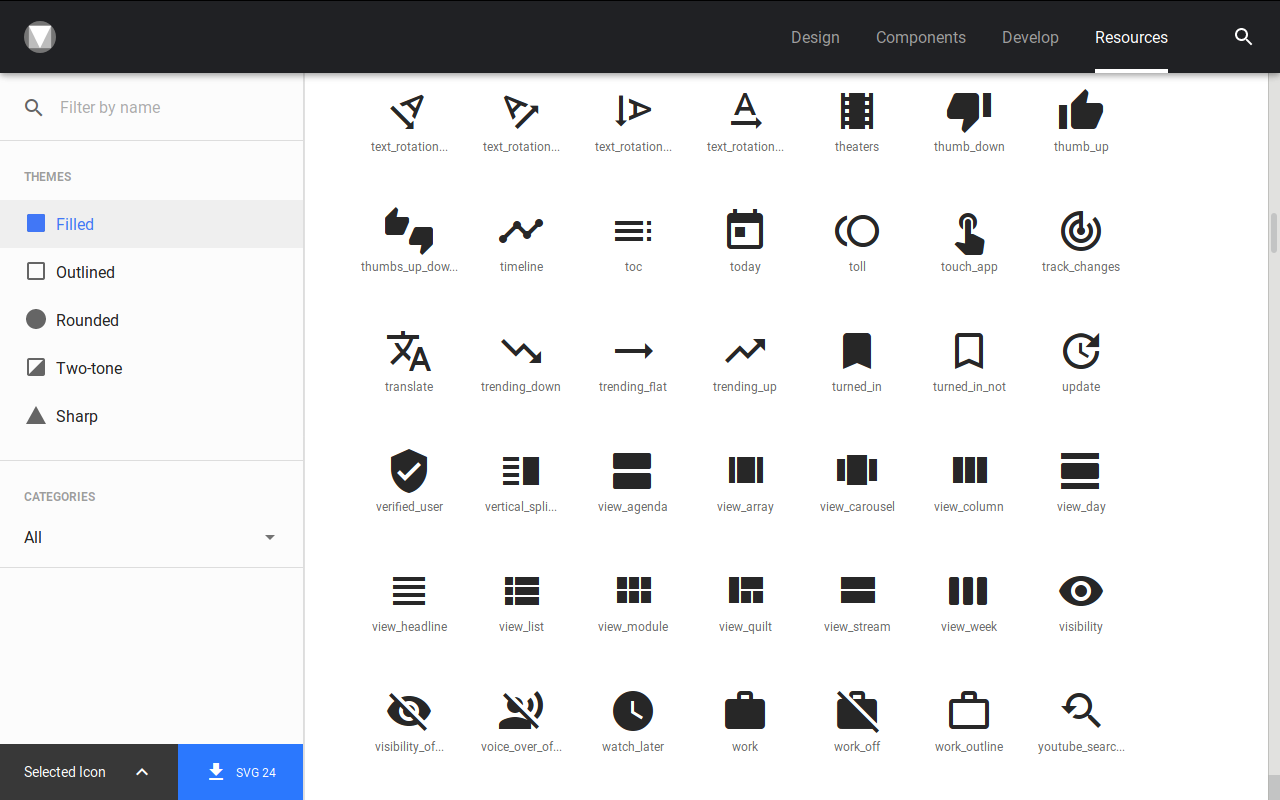 Design Components Develop Resources
Filter by name
THEMES
Filled
Outlined
Rounded
Two-tone
Sharp
CATEGORIES
All
Selected Icon
SVG 24
text_rotation... text_rotation... text_rotation... text_rotation... theaters thumb_down thumb_up
thumbs_up_dow... timeline toc today toll touch_app track_changes
translate trending_down trending_flat trending_up turned_in turned_in_not update
verified_user vertical_spli... view_agenda view_array view_carousel view_column view_day
view_headline view_list view_module view_quilt view_stream view_week visibility
visibility_of... voice_over_of... watch_later work work_off work_outline youtube_searc...